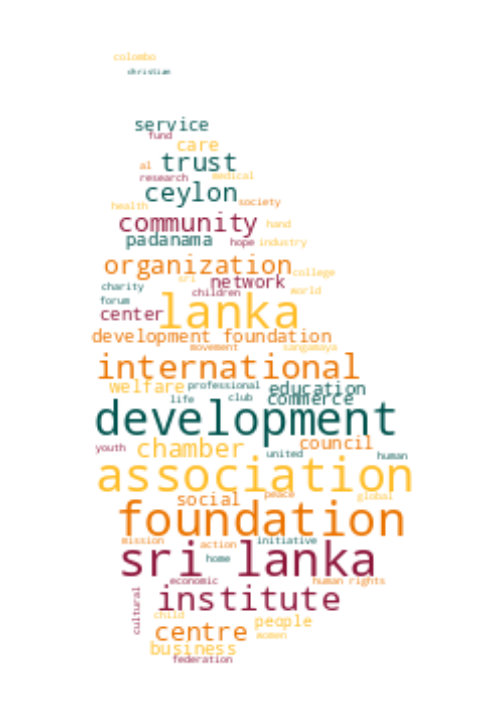 colombo
christian
service
fund
care
al trust
research medical
ceylon
health society
community hand
padanama hope industry
organization
sri college
charity network
children world
forum
center lanka
development foundation
movement sangamaya
international
welfare professional education
life club commerce
development
youth chamber council
united human
association
social peace global
foundation
mission action initiative
sri lanka
home
economic human rights
cultural institute
child people
centre women
business
federation